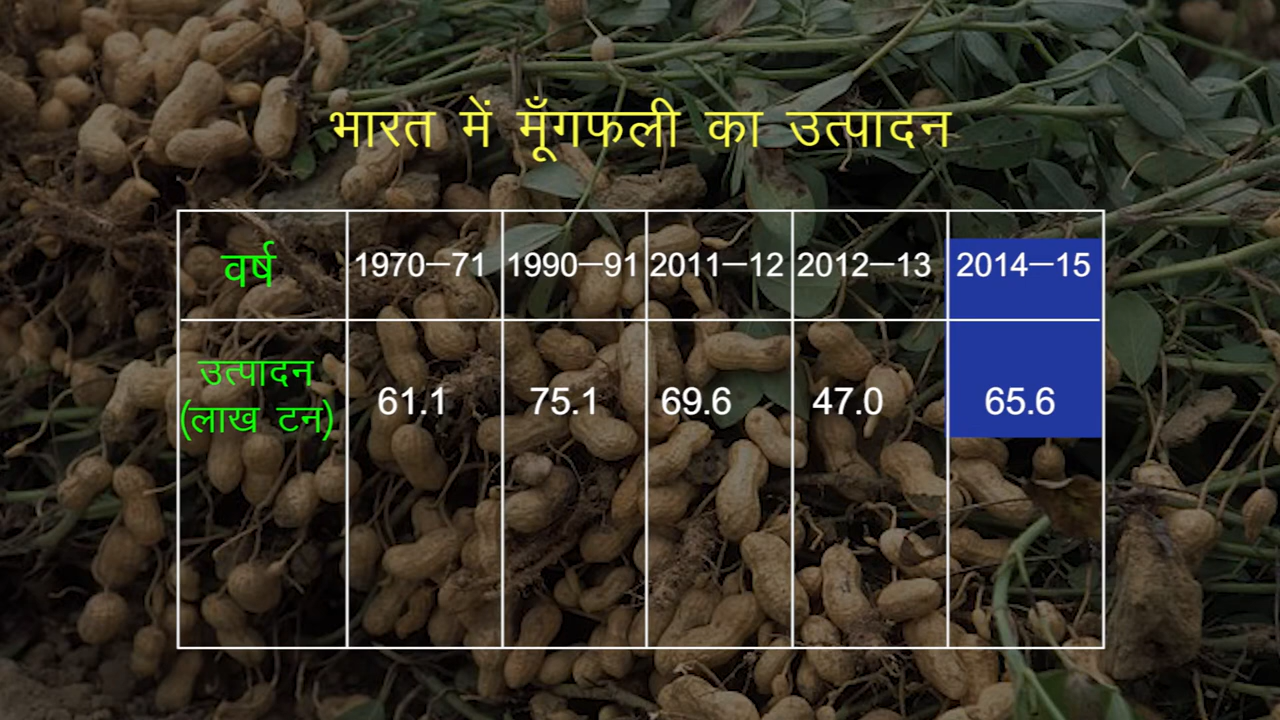 भारत में मूँगफली का उत्पादन
वर्ष 1970–71 1990–91 2011–12 2012–13 2014–15
उत्पादन
(लाख टन) 61.1 75.1 69.6 47.0 65.6